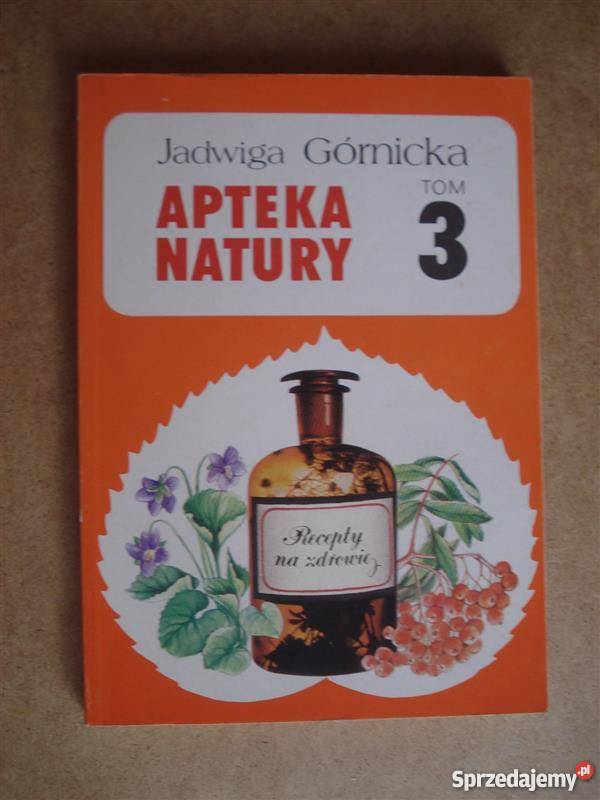 Jadwiga Górnicka
APTEKA
NATURY
TOM
3
Recepty
na zdrowie
Sprzedajemy.pl